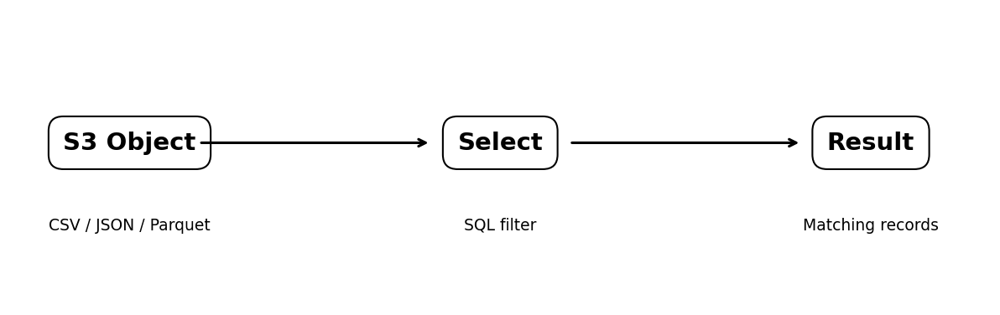 S3 Object
Select
Result
CSV / JSON / Parquet
SQL filter
Matching records